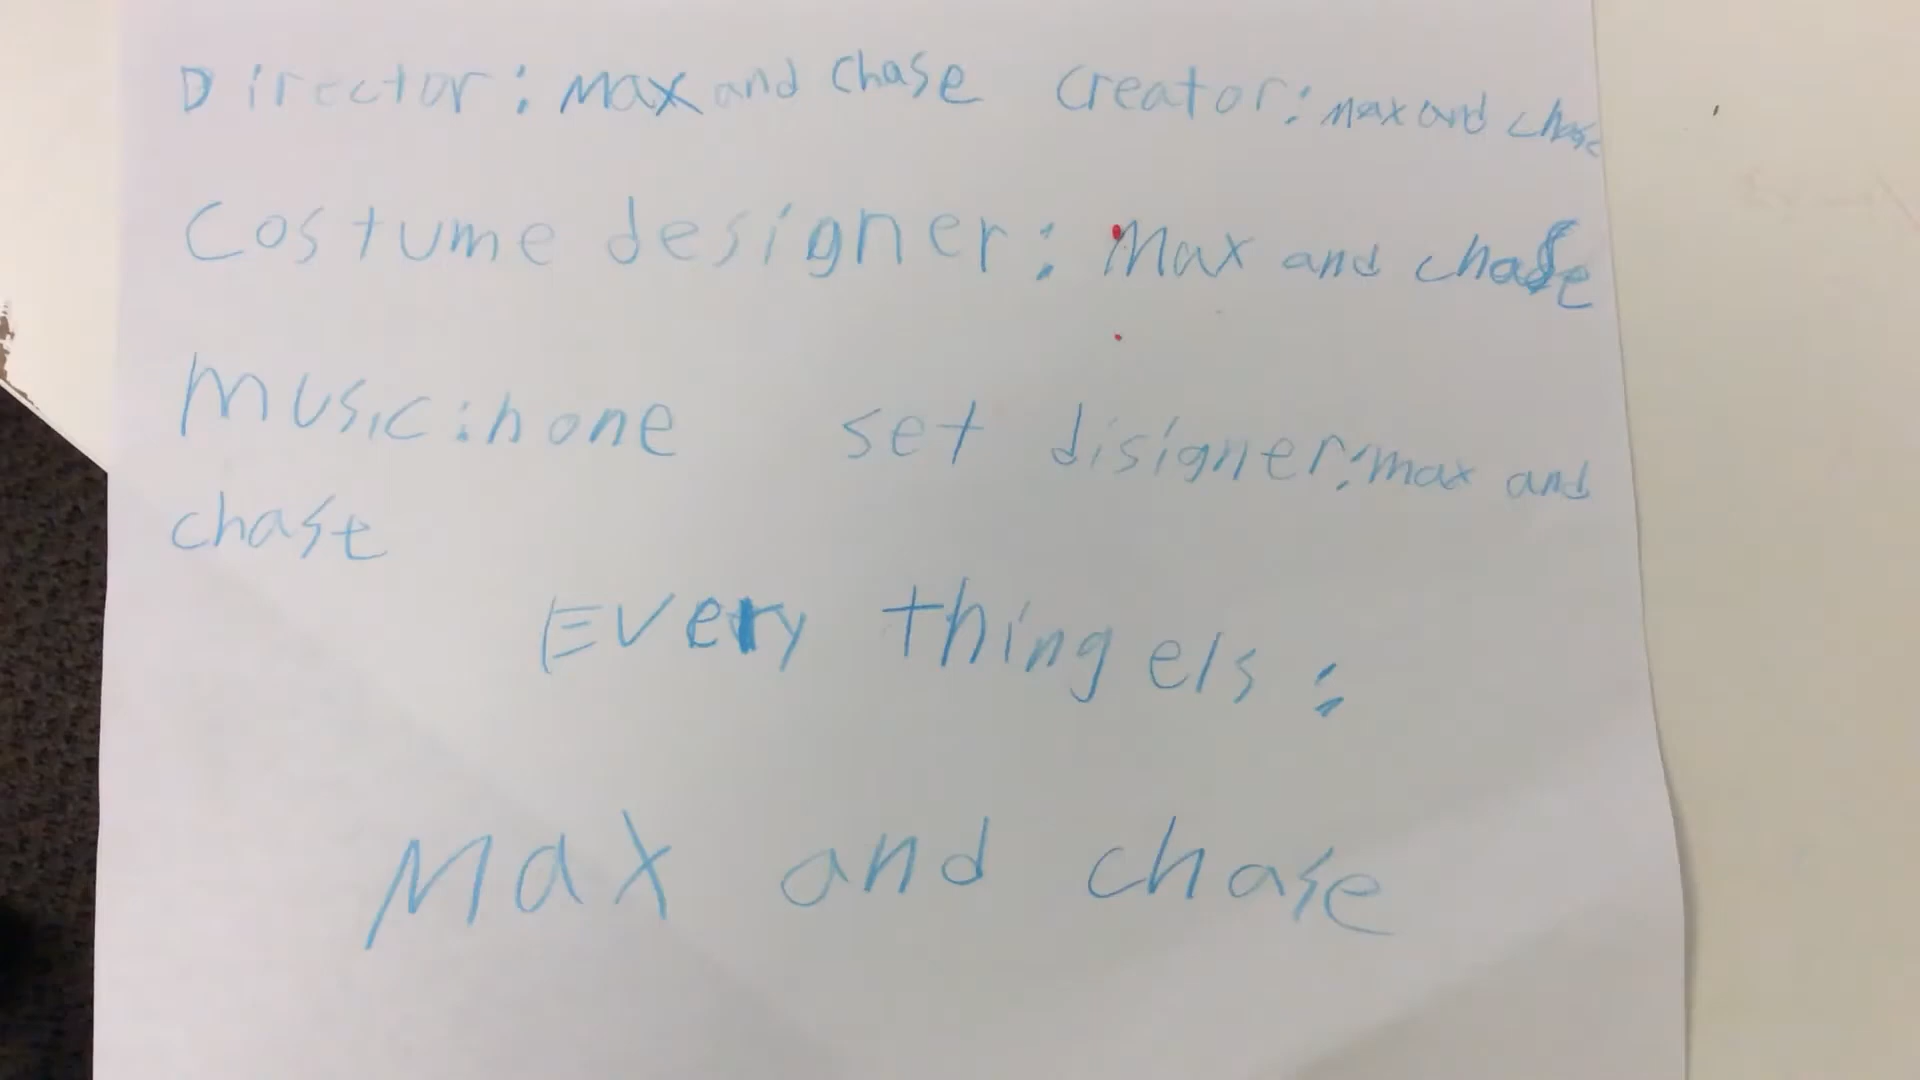 Director: Max and Chase Creator: Max and chase
Costume designer: Max and chase
Music: none set disigner: max and
chase
Every thing els:
Max and chase